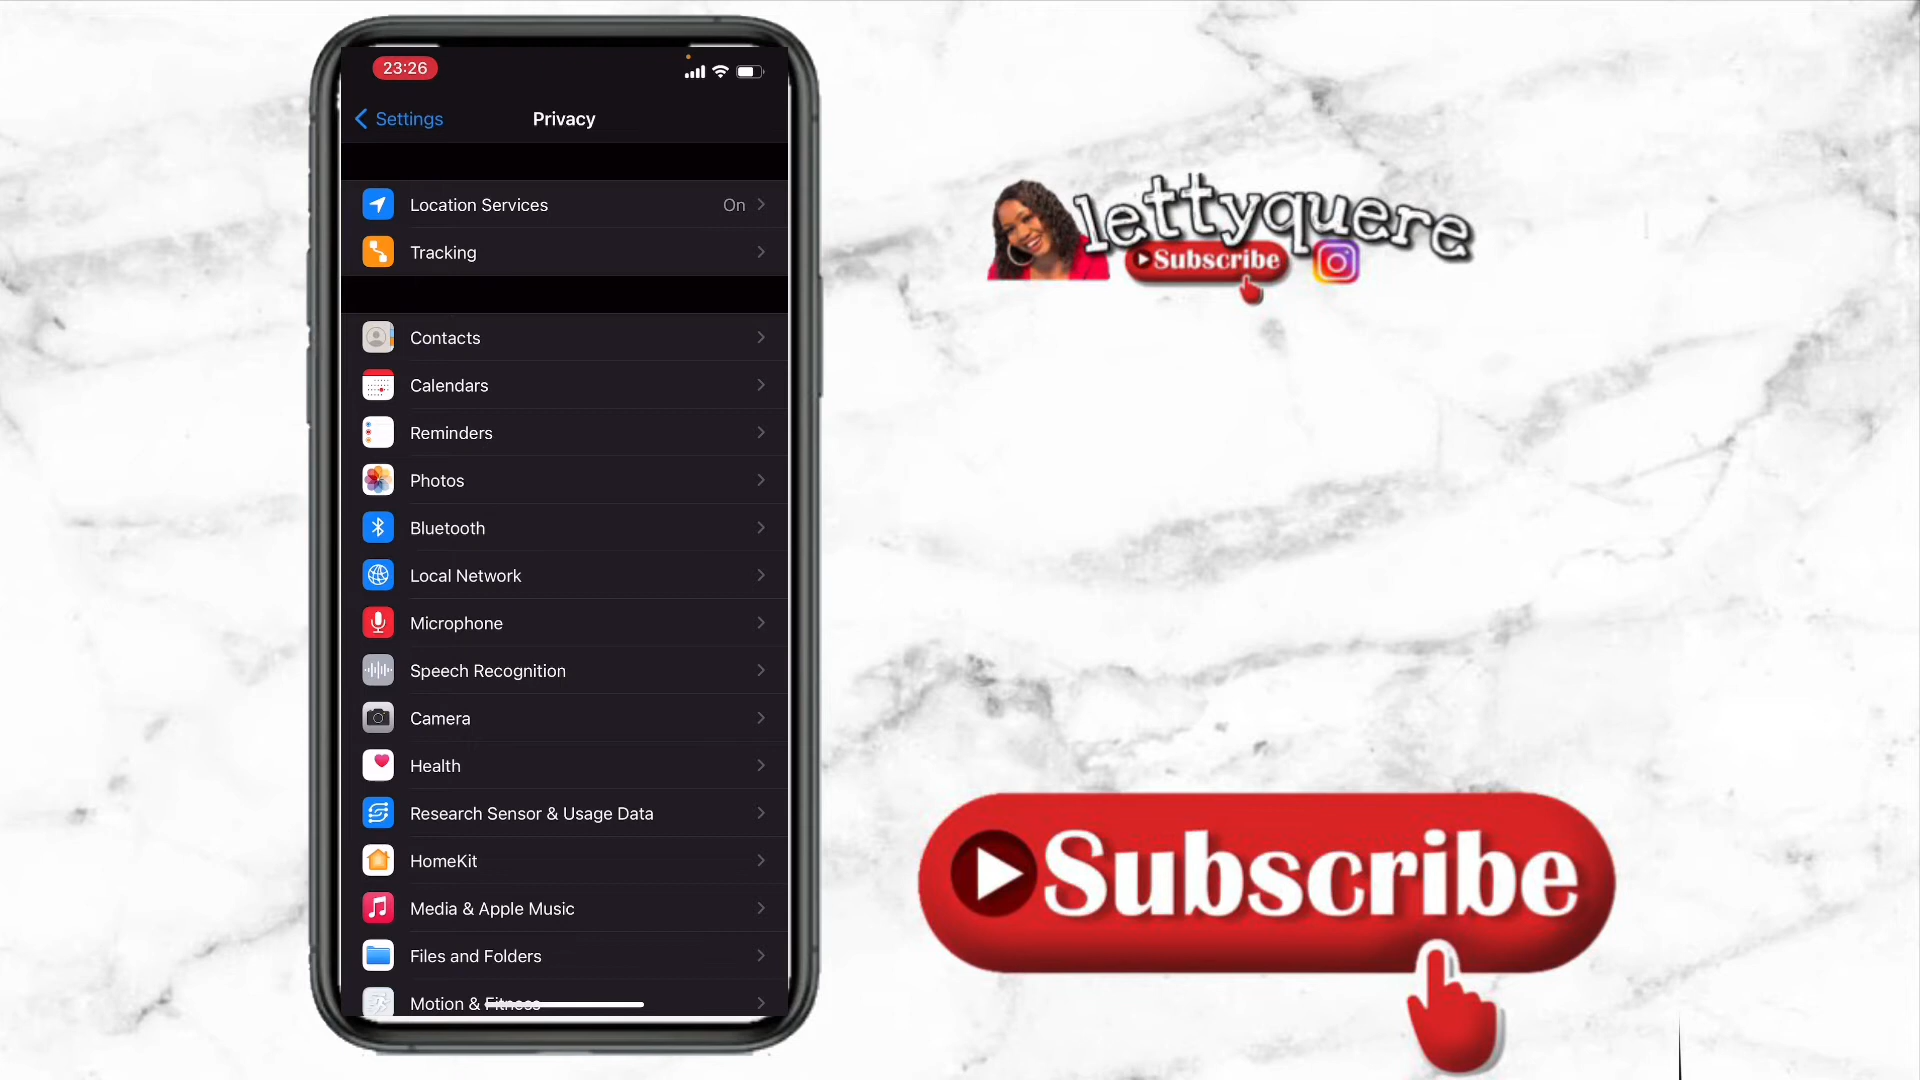 23:26
Settings
Privacy
Location Services On
Tracking
Contacts
Calendars
Reminders
Photos
Bluetooth
Local Network
Microphone
Speech Recognition
Camera
Health
Research Sensor & Usage Data
HomeKit
Media & Apple Music
Files and Folders
Motion & Fitness
lettyquere
Subscribe
Subscribe